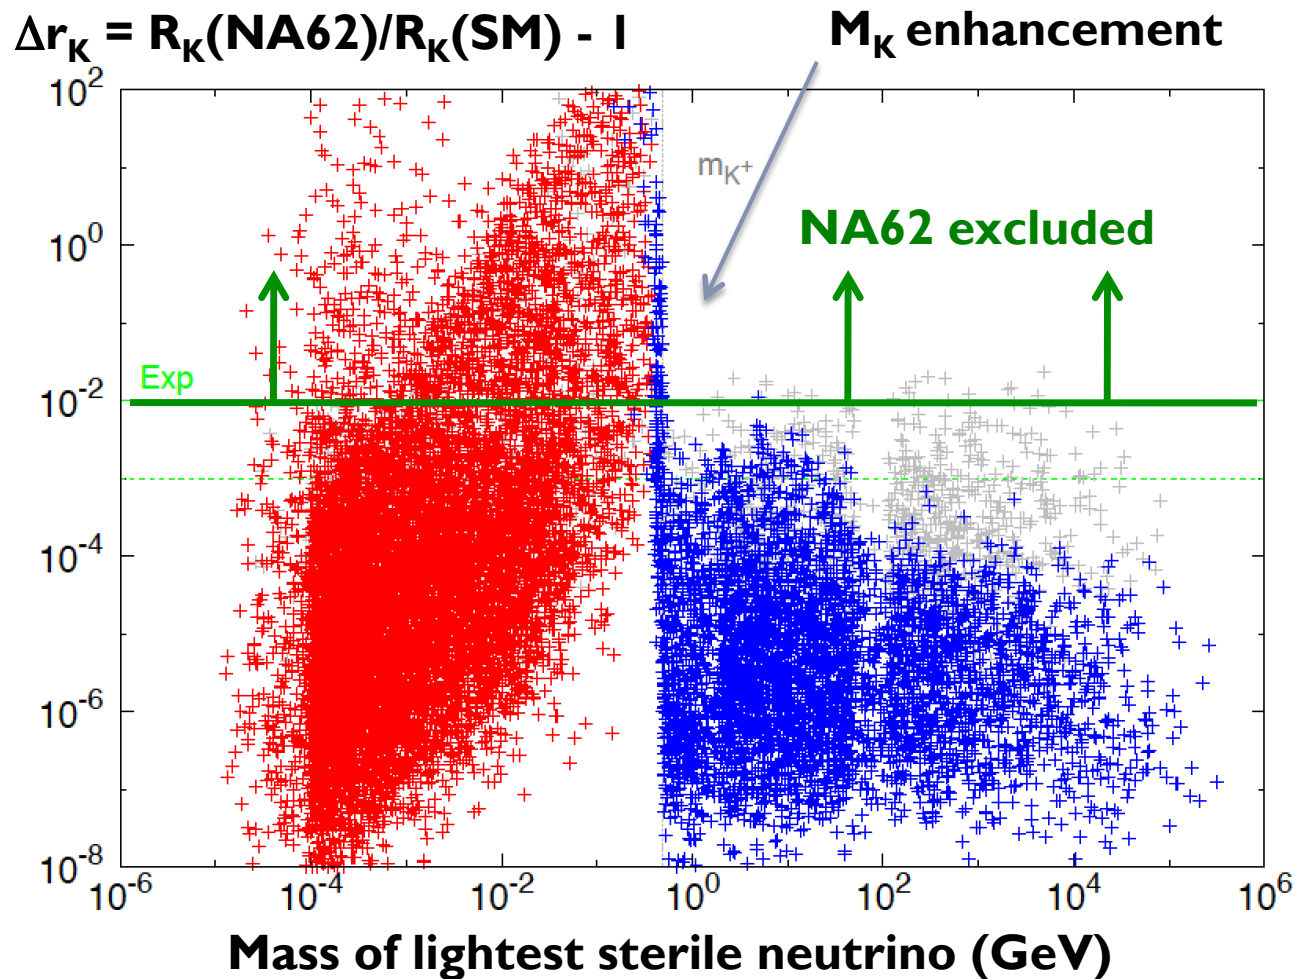 Δr_K = R_K(NA62)/R_K(SM) - 1
M_K enhancement
10^2
m_K^+
NA62 excluded
10^0
Exp
10^-2
10^-4
10^-6
10^-8
10^-6 10^-4 10^-2 10^0 10^2 10^4 10^6
Mass of lightest sterile neutrino (GeV)